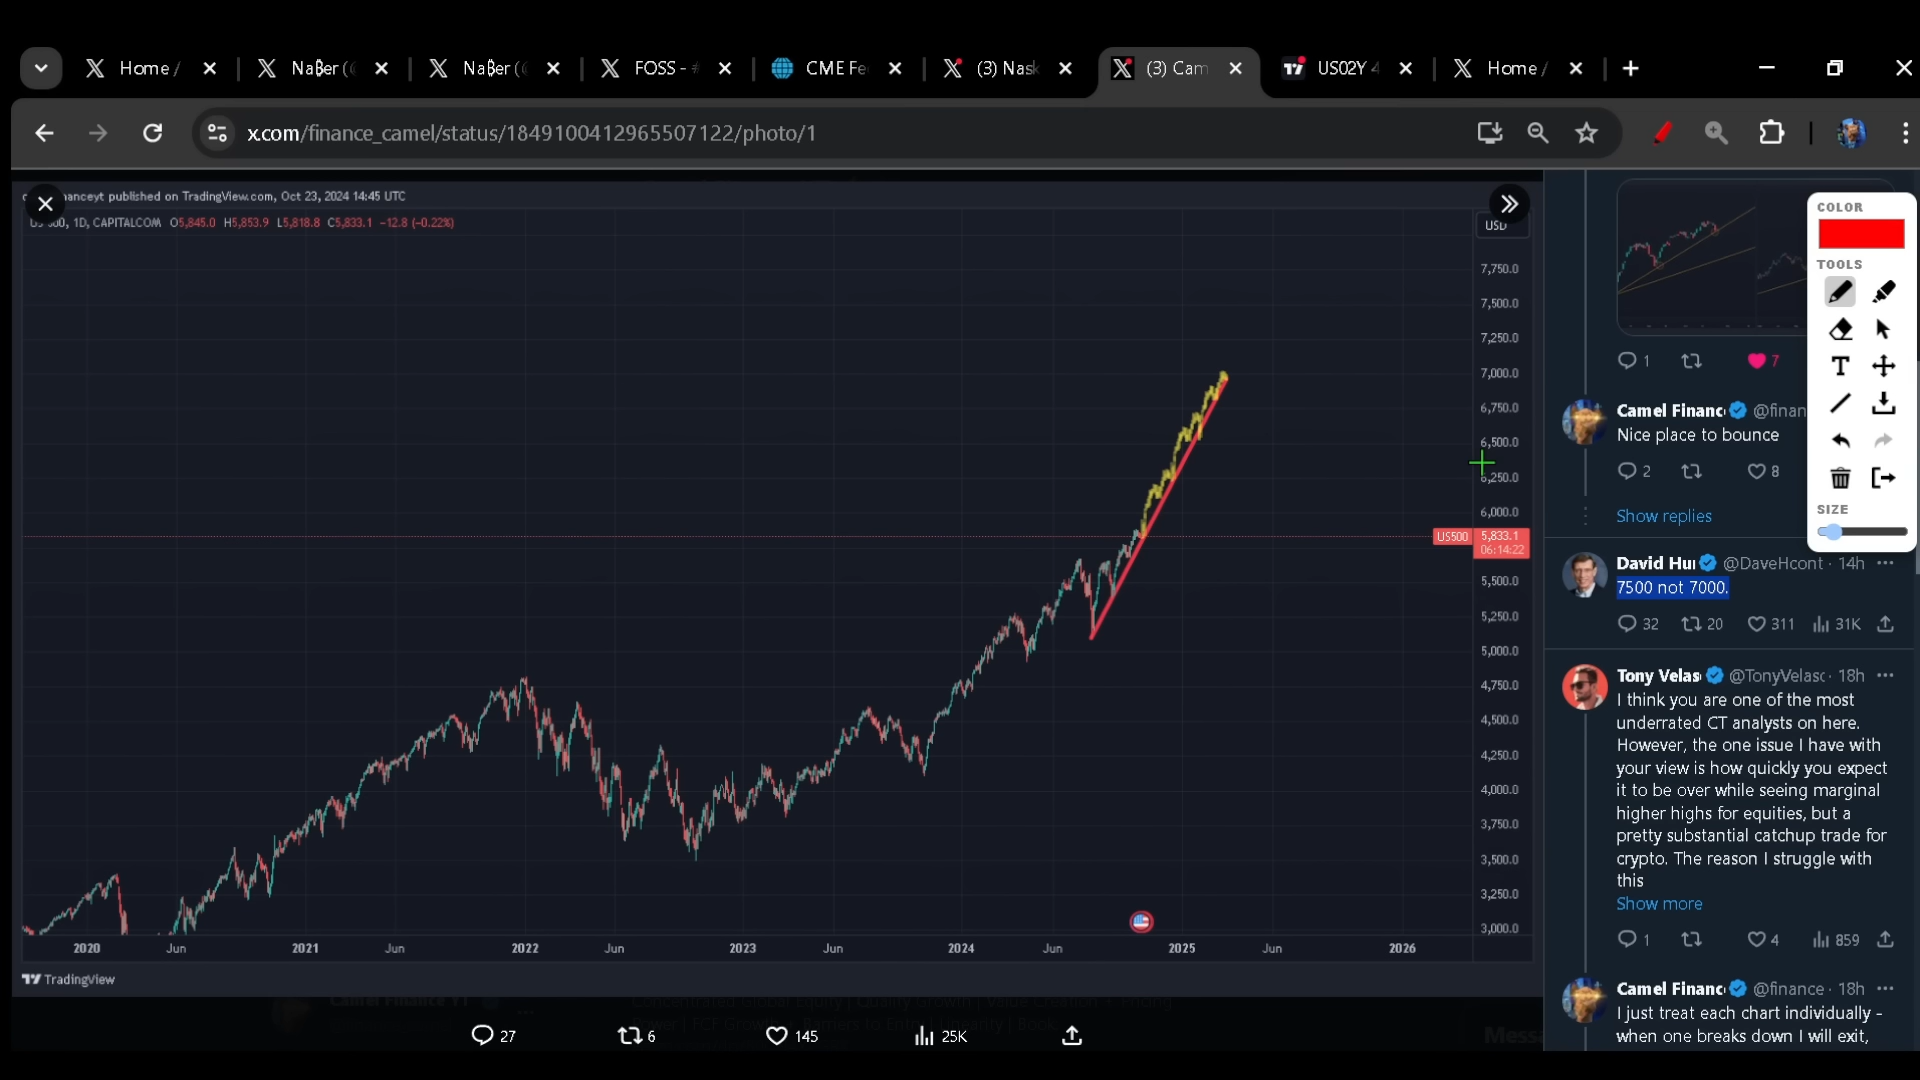 Home /
NaBer (
NaBer (
FOSS - #
CME Fe
(3) Nask
(3) Cam
US02Y 4
Home /
x.com/finance_camel/status/1849100412965507122/photo/1
nanceyt published on TradingView.com, Oct 23, 2024 14:45 UTC
1D, CAPITALCOM O5,845.0 H5,853.9 L5,818.8 C5,833.1 −12.8 (−0.22%)
USD
7,750.0
7,500.0
7,250.0
7,000.0
6,750.0
6,500.0
6,250.0
6,000.0
US500 5,833.1
06:14:22
5,500.0
5,250.0
5,000.0
4,750.0
4,500.0
4,250.0
4,000.0
3,750.0
3,500.0
3,250.0
3,000.0
2020 Jun 2021 Jun 2022 Jun 2023 Jun 2024 Jun 2025 Jun 2026
TradingView
27 6 145 25K
1 7
Camel Financ @finan
Nice place to bounce
2 8
Show replies
David Hu @DaveHcont · 14h
7500 not 7000.
32 20 311 31K
Tony Velas @TonyVelasc · 18h
I think you are one of the most
underrated CT analysts on here.
However, the one issue I have with
your view is how quickly you expect
it to be over while seeing marginal
higher highs for equities, but a
pretty substantial catchup trade for
crypto. The reason I struggle with
this
Show more
1 4 859
Camel Financ @finance · 18h
I just treat each chart individually -
when one breaks down I will exit,
COLOR
TOOLS
T
SIZE